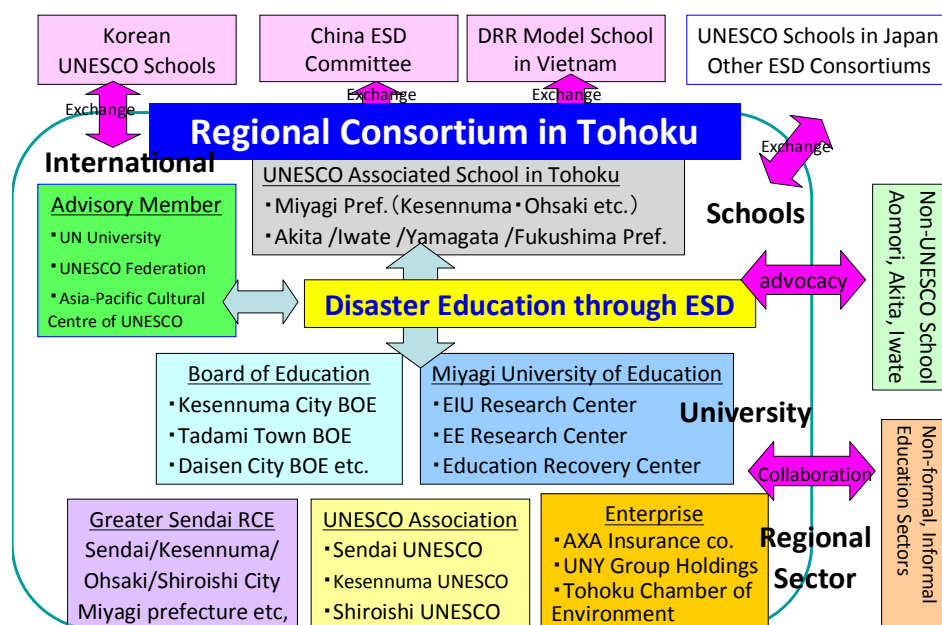 Korean
UNESCO Schools
China ESD
Committee
DRR Model School
in Vietnam
UNESCO Schools in Japan
Other ESD Consortiums
Exchange
Exchange
Exchange
Exchange
Regional Consortium in Tohoku
International
UNESCO Associated School in Tohoku
・Miyagi Pref.(Kesennuma・Ohsaki etc.)
・Akita /Iwate /Yamagata /Fukushima Pref.
Schools
Advisory Member
・UN University
・UNESCO Federation
・Asia-Pacific Cultural
Centre of UNESCO
Disaster Education through ESD
advocacy
Non-UNESCO School
Aomori, Akita, Iwate
Board of Education
・Kesennuma City BOE
・Tadami Town BOE
・Daisen City BOE etc.
Miyagi University of Education
・EIU Research Center
・EE Research Center
・Education Recovery Center
University
Collaboration
Non-formal, Informal
Education Sectors
Greater Sendai RCE
Sendai/Kesennuma/
Ohsaki/Shiroishi City
Miyagi prefecture etc,
UNESCO Association
・Sendai UNESCO
・Kesennuma UNESCO
・Shiroishi UNESCO
Enterprise
・AXA Insurance co.
・UNY Group Holdings
・Tohoku Chamber of
Environment
Regional
Sector